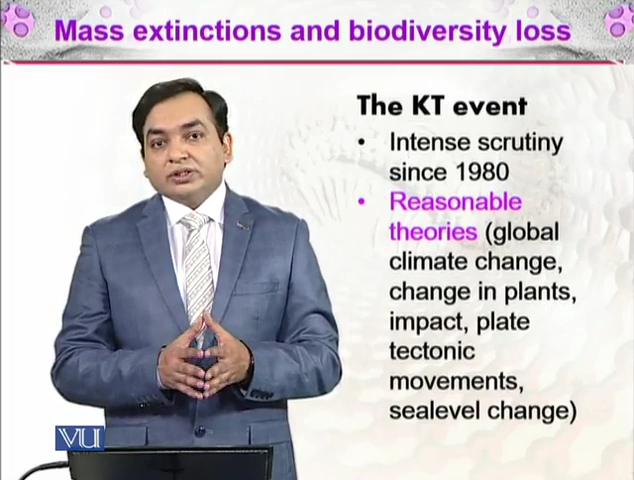 Mass extinctions and biodiversity loss
The KT event
• Intense scrutiny
since 1980
• Reasonable
theories (global
climate change,
change in plants,
impact, plate
tectonic
movements,
sealevel change)
VU